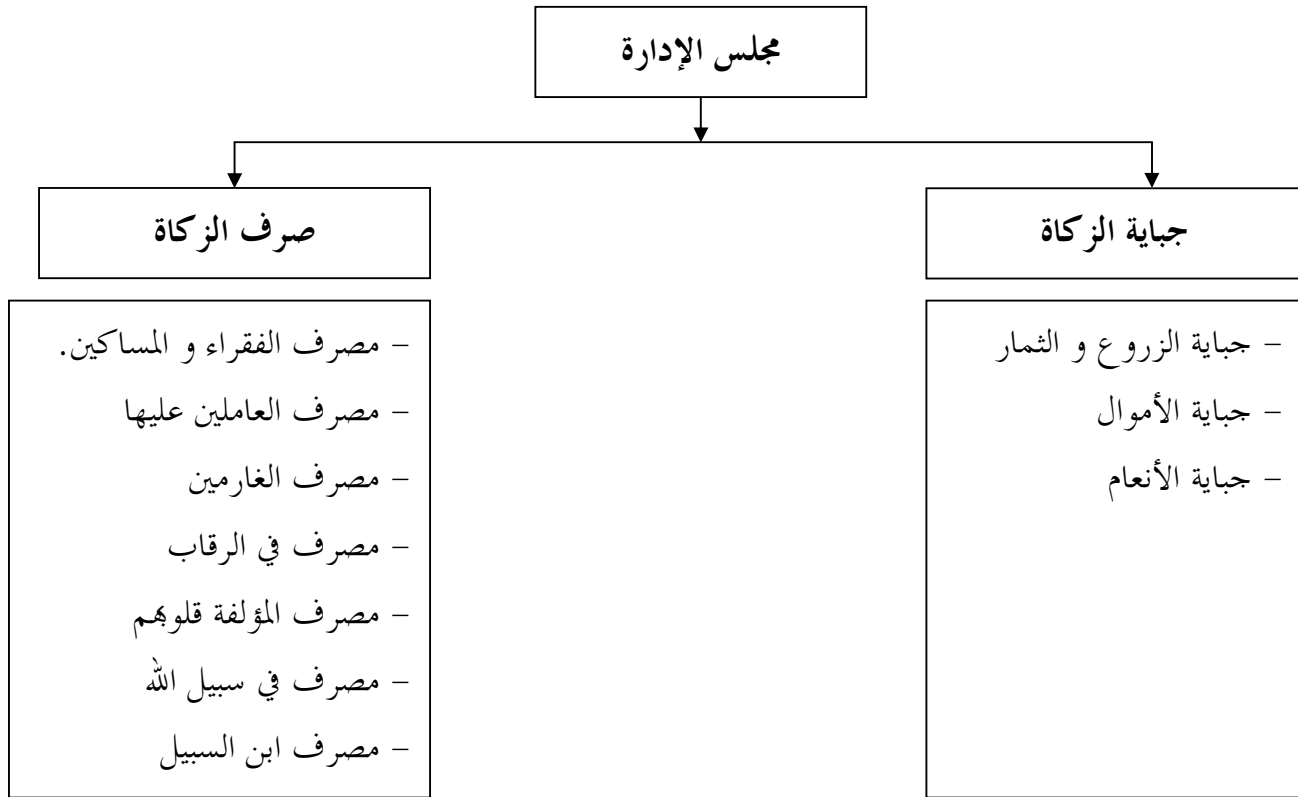 مجلس الإدارة
جباية الزكاة
صرف الزكاة
– جباية الزروع و الثمار
– جباية الأموال
– جباية الأنعام
– مصرف الفقراء و المساكين.
– مصرف العاملين عليها
– مصرف الغارمين
– مصرف في الرقاب
– مصرف المؤلفة قلوبهم
– مصرف في سبيل الله
– مصرف ابن السبيل